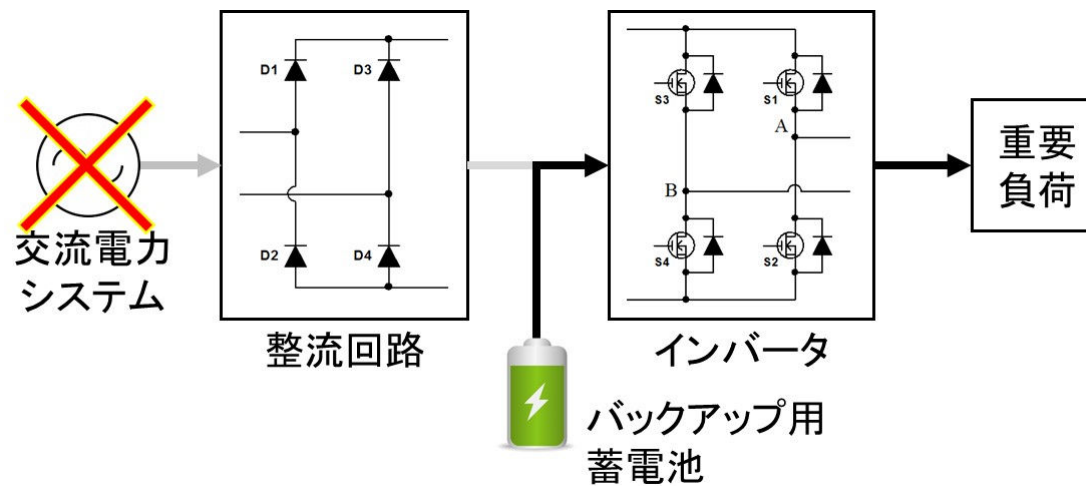 D1
D3
D2
D4
S3
S1
A
B
S4
S2
交流電力
システム
整流回路
インバータ
重要
負荷
バックアップ用
蓄電池